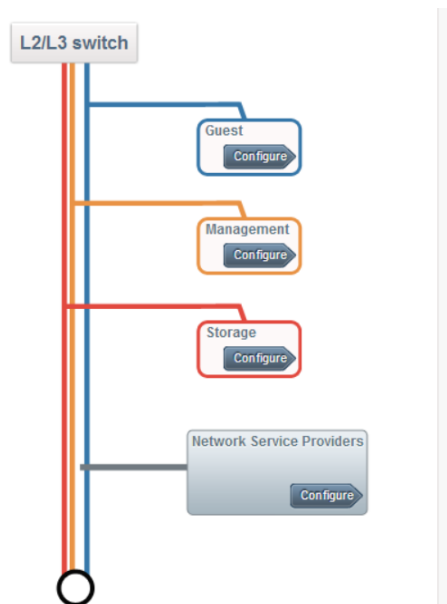 L2/L3 switch
Guest
Configure
Management
Configure
Storage
Configure
Network Service Providers
Configure